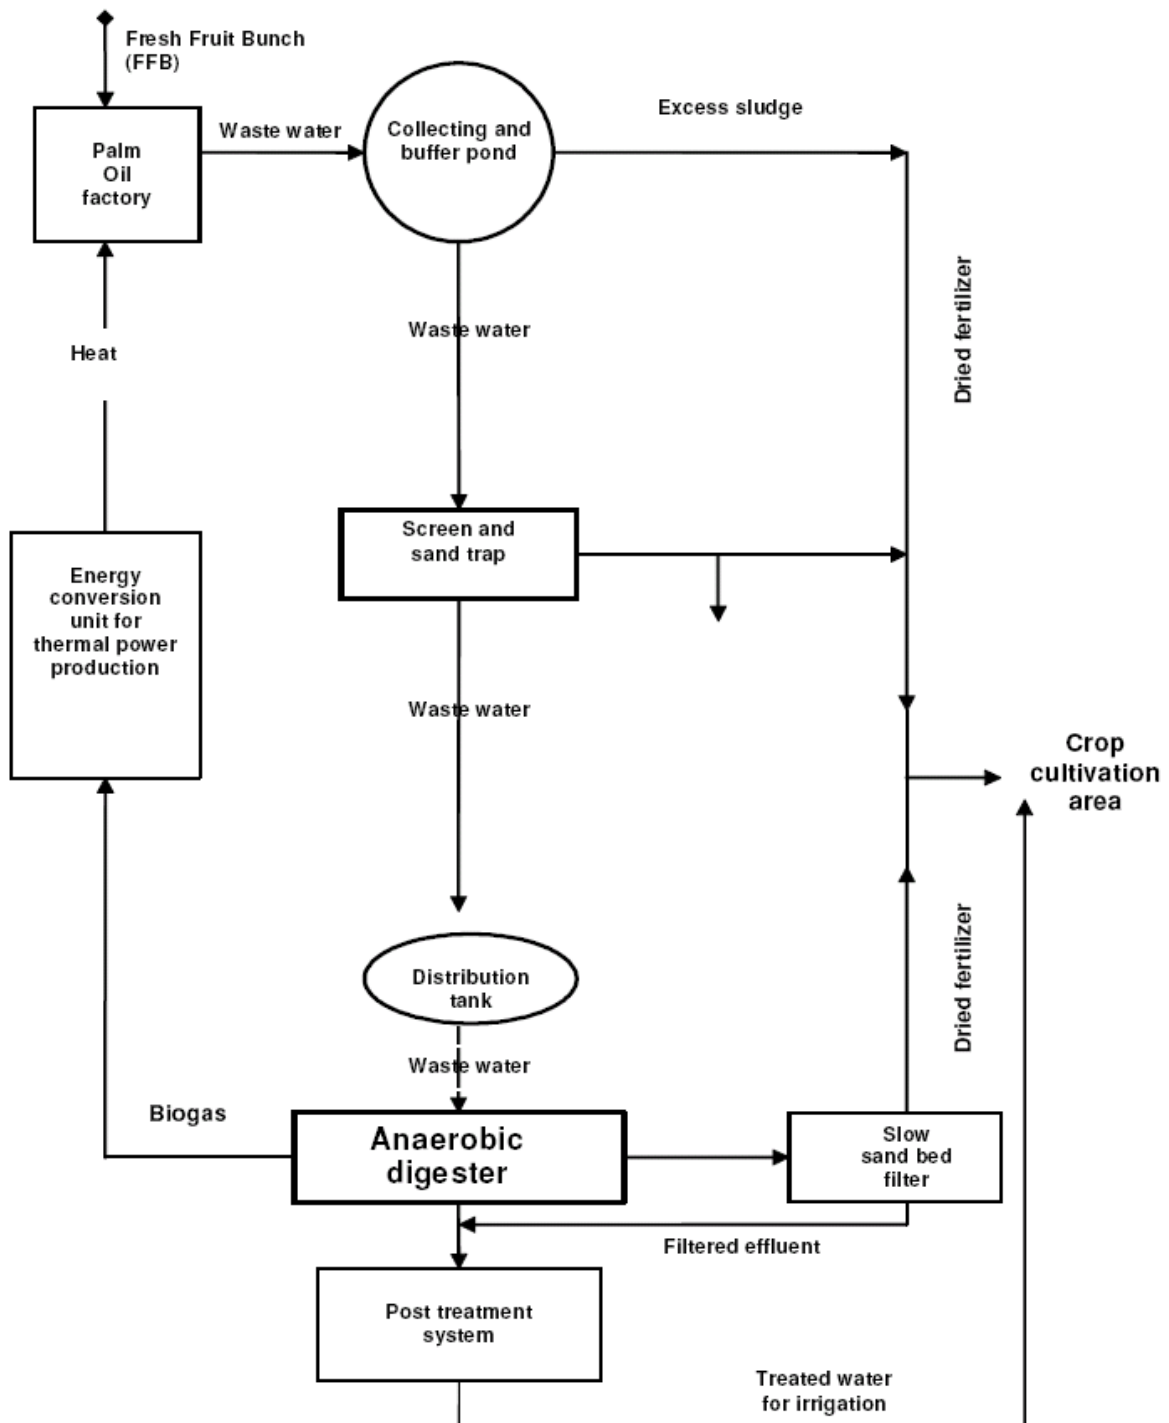 Fresh Fruit Bunch
(FFB)
Palm
Oil
factory
Waste water
Collecting and
buffer pond
Excess sludge
Dried fertilizer
Waste water
Heat
Screen and
sand trap
Energy
conversion
unit for
thermal power
production
Waste water
Crop
cultivation
area
Distribution
tank
Dried fertilizer
Waste water
Biogas
Anaerobic
digester
Slow
sand bed
filter
Filtered effluent
Post treatment
system
Treated water
for irrigation